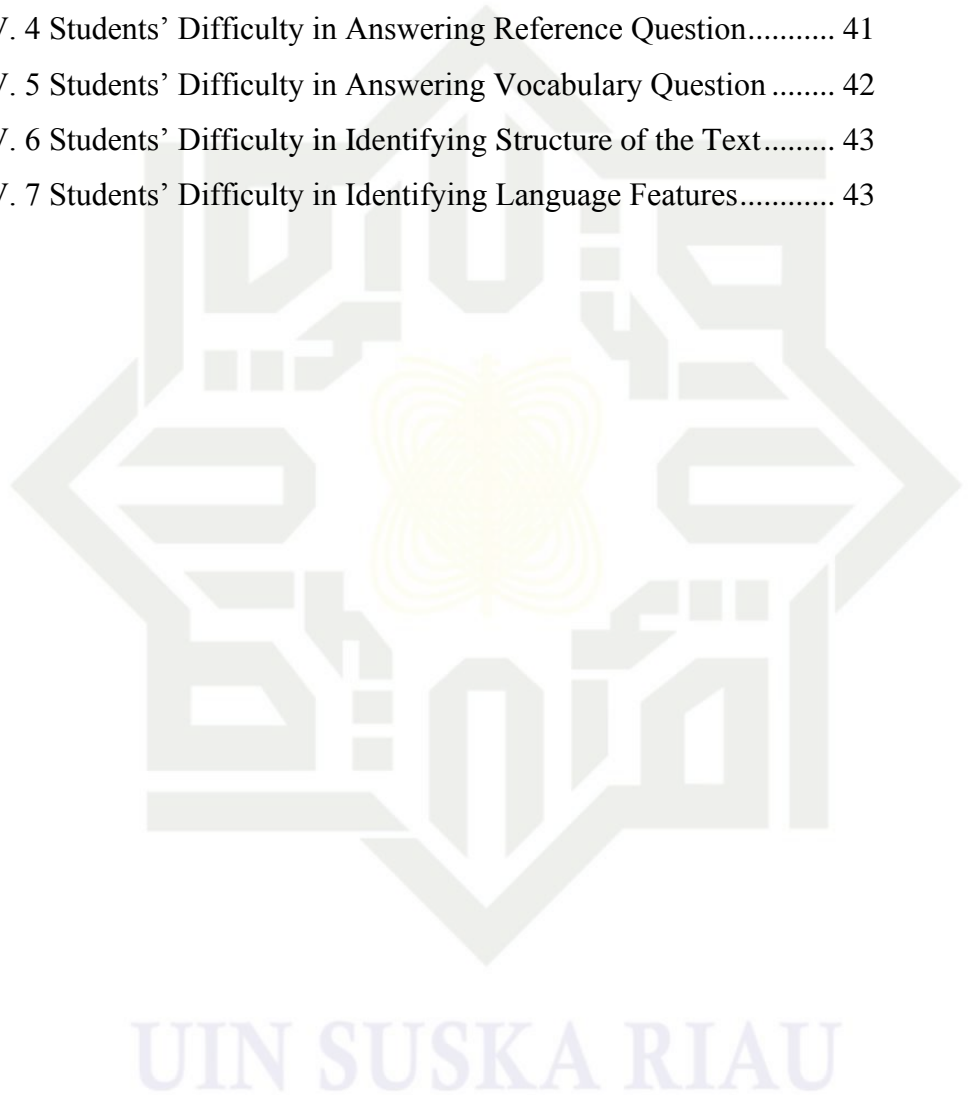 V. 4 Students’ Difficulty in Answering Reference Question........... 41
V. 5 Students’ Difficulty in Answering Vocabulary Question ........ 42
V. 6 Students’ Difficulty in Identifying Structure of the Text......... 43
V. 7 Students’ Difficulty in Identifying Language Features............ 43
UIN SUSKA RIAU